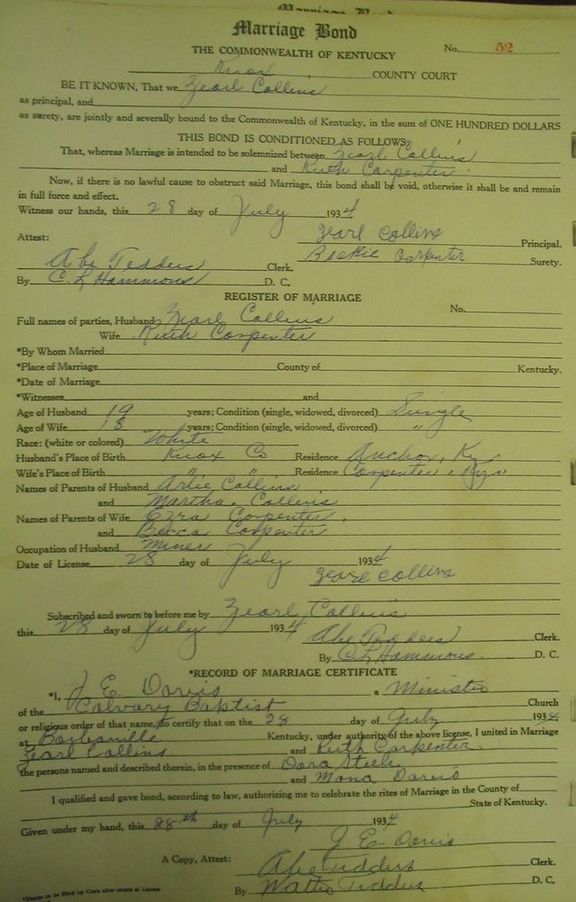 Marriage Bond
THE COMMONWEALTH OF KENTUCKY No. 52
Knox COUNTY COURT
BE IT KNOWN, That we Zearl Collins
as principal, and
as surety, are jointly and severally bound to the Commonwealth of Kentucky, in the sum of ONE HUNDRED DOLLARS
THIS BOND IS CONDITIONED AS FOLLOWS:
That, whereas Marriage is intended to be solemnized between Zearl Collins
and Ruth Carpenter
Now, if there is no lawful cause to obstruct said Marriage, this bond shall be void, otherwise it shall be and remain
in full force and effect.
Witness our hands, this 28 day of July 1934
Attest: Zearl Collins Principal.
Abe Tedders Clerk. Beckie Carpenter Surety.
By C. L. Hammons D. C.
REGISTER OF MARRIAGE
Full names of parties, Husband Zearl Collins No.
Wife Ruth Carpenter
*By Whom Married
*Place of Marriage County of Kentucky.
*Date of Marriage
*Witnesses and
Age of Husband 19 years; Condition (single, widowed, divorced) Single
Age of Wife 18 years; Condition (single, widowed, divorced) "
Race: (white or colored) White
Husband's Place of Birth Knox Co Residence Anchor, Ky
Wife's Place of Birth " " Residence Carpenter, Ky
Names of Parents of Husband Arlie Collins
and Martha Collins
Names of Parents of Wife Ezra Carpenter
and Becca Carpenter
Occupation of Husband Miner
Date of License 28 day of July 1934
Zearl Collins
Subscribed and sworn to before me by Zearl Collins
this 28 day of July 1934 Abe Tedders Clerk.
By C. L. Hammons D. C.
*RECORD OF MARRIAGE CERTIFICATE
*I, J. E. Davis a Minister
of the Calvary Baptist Church
or religious order of that name, do certify that on the 28 day of July 1934
at Barbourville Kentucky, under authority of the above license, I united in Marriage
Zearl Collins and Ruth Carpenter
the persons named and described therein, in the presence of Dora Steele
and Mona Davis
I qualified and gave bond, according to law, authorizing me to celebrate the rites of Marriage in the County of
State of Kentucky.
Given under my hand, this 28th day of July 1934
J. E. Davis
A Copy, Attest: Abe Tedders Clerk.
By Walter Tedders D. C.